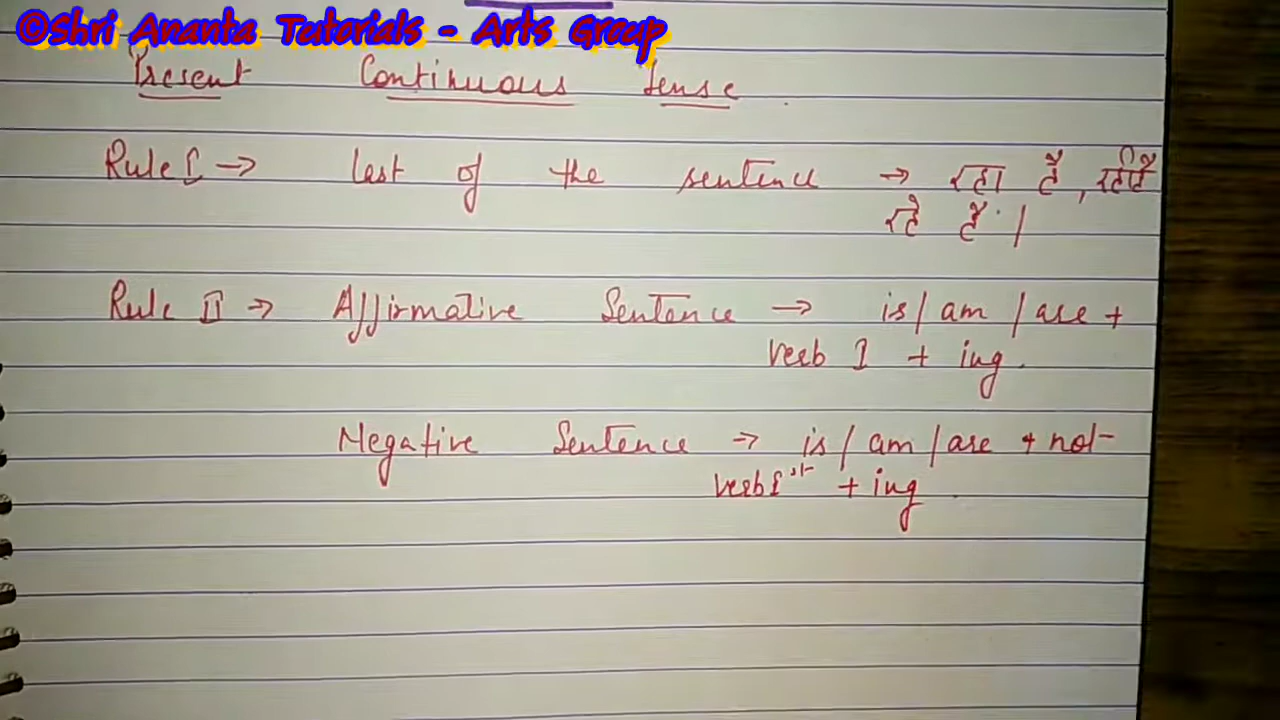 ©Shri Ananta Tutorials - Arts Group
Present Continuous Tense
Rule I → last of the sentence → रहा है, रही है
रहे हैं।
Rule II → Affirmative Sentence → is/am/are +
verb I + ing.
Negative Sentence → is/am/are + not
verb Ist + ing